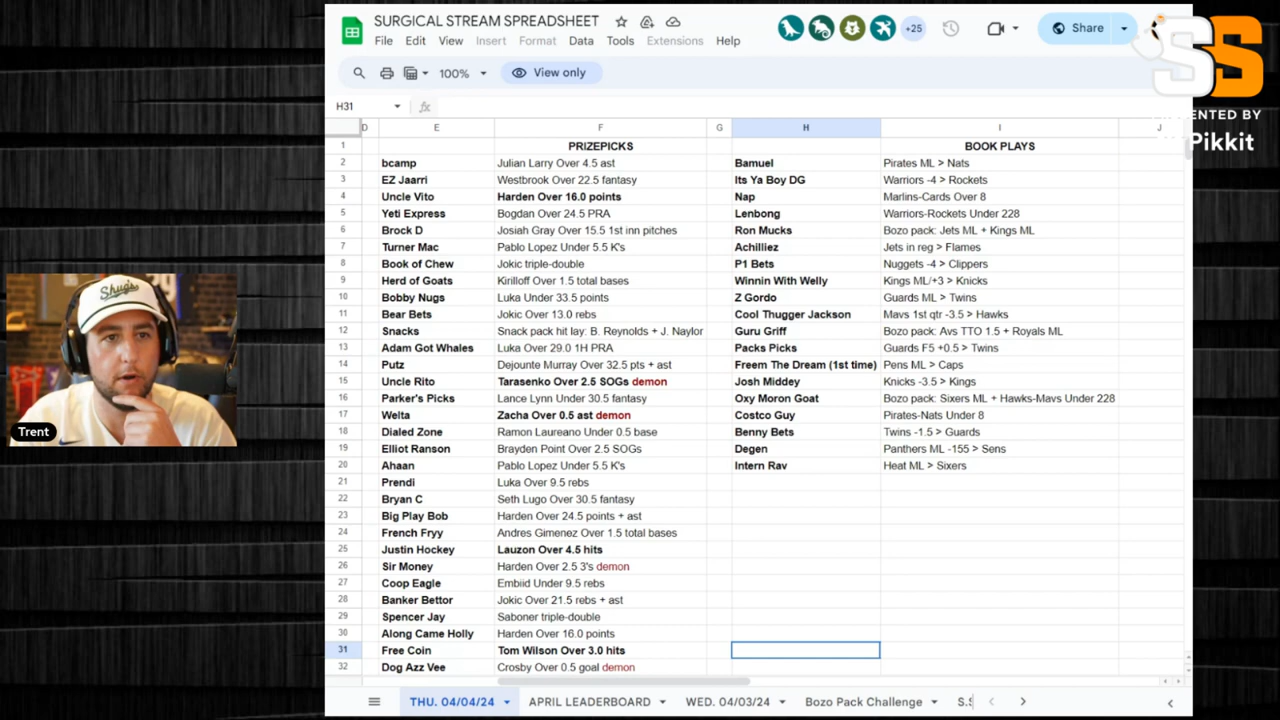 SURGICAL STREAM SPREADSHEET
+25
Share
SS
File Edit View Insert Format Data Tools Extensions Help
100% View only
ENTED BY
Pikkit
H31 fx
D E F G H I J
1 PRIZEPICKS BOOK PLAYS
2 bcamp Julian Larry Over 4.5 ast Bamuel Pirates ML > Nats
3 EZ Jaarri Westbrook Over 22.5 fantasy Its Ya Boy DG Warriors -4 > Rockets
4 Uncle Vito Harden Over 16.0 points Nap Marlins-Cards Over 8
5 Yeti Express Bogdan Over 24.5 PRA Lenbong Warriors-Rockets Under 228
6 Brock D Josiah Gray Over 15.5 1st inn pitches Ron Mucks Bozo pack: Jets ML + Kings ML
7 Turner Mac Pablo Lopez Under 5.5 K's Achilliez Jets in reg > Flames
8 Book of Chew Jokic triple-double P1 Bets Nuggets -4 > Clippers
9 Herd of Goats Kirilloff Over 1.5 total bases Winnin With Welly Kings ML/+3 > Knicks
10 Bobby Nugs Luka Under 33.5 points Z Gordo Guards ML > Twins
11 Bear Bets Jokic Over 13.0 rebs Cool Thugger Jackson Mavs 1st qtr -3.5 > Hawks
12 Snacks Snack pack hit lay: B. Reynolds + J. Naylor Guru Griff Bozo pack: Avs TTO 1.5 + Royals ML
13 Adam Got Whales Luka Over 29.0 1H PRA Packs Picks Guards F5 +0.5 > Twins
14 Putz Dejounte Murray Over 32.5 pts + ast Freem The Dream (1st time) Pens ML > Caps
15 Uncle Rito Tarasenko Over 2.5 SOGs demon Josh Middey Knicks -3.5 > Kings
16 Parker's Picks Lance Lynn Under 30.5 fantasy Oxy Moron Goat Bozo pack: Sixers ML + Hawks-Mavs Under 228
17 Welta Zacha Over 0.5 ast demon Costco Guy Pirates-Nats Under 8
18 Dialed Zone Ramon Laureano Under 0.5 base Benny Bets Twins -1.5 > Guards
19 Elliot Ranson Brayden Point Over 2.5 SOGs Degen Panthers ML -155 > Sens
20 Ahaan Pablo Lopez Under 5.5 K's Intern Rav Heat ML > Sixers
21 Prendi Luka Over 9.5 rebs
22 Bryan C Seth Lugo Over 30.5 fantasy
23 Big Play Bob Harden Over 24.5 points + ast
24 French Fryy Andres Gimenez Over 1.5 total bases
25 Justin Hockey Lauzon Over 4.5 hits
26 Sir Money Harden Over 2.5 3's demon
27 Coop Eagle Embiid Under 9.5 rebs
28 Banker Bettor Jokic Over 21.5 rebs + ast
29 Spencer Jay Saboner triple-double
30 Along Came Holly Harden Over 16.0 points
31 Free Coin Tom Wilson Over 3.0 hits
32 Dog Azz Vee Crosby Over 0.5 goal demon
THU. 04/04/24 APRIL LEADERBOARD WED. 04/03/24 Bozo Pack Challenge S.S
Shugs
Trent